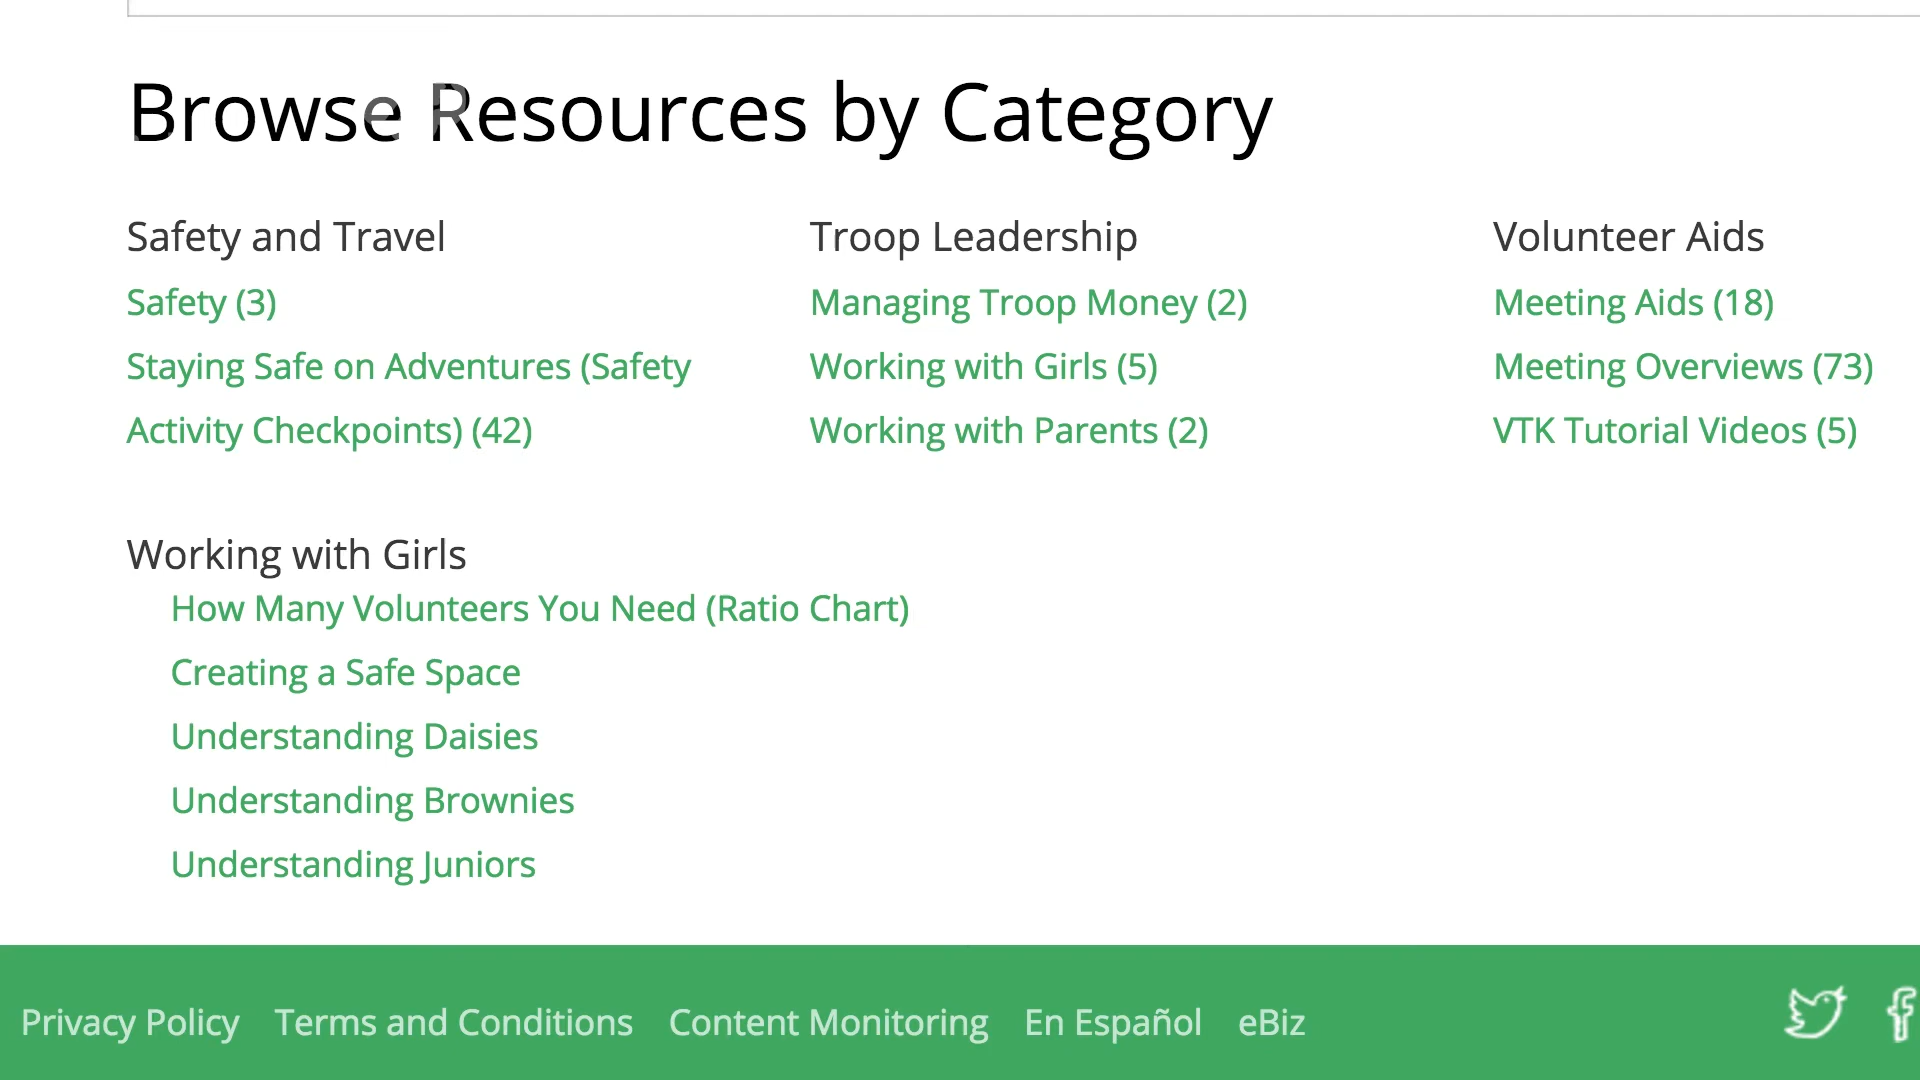 Browse Resources by Category
Safety and Travel
Safety (3)
Staying Safe on Adventures (Safety
Activity Checkpoints) (42)
Troop Leadership
Managing Troop Money (2)
Working with Girls (5)
Working with Parents (2)
Volunteer Aids
Meeting Aids (18)
Meeting Overviews (73)
VTK Tutorial Videos (5)
Working with Girls
How Many Volunteers You Need (Ratio Chart)
Creating a Safe Space
Understanding Daisies
Understanding Brownies
Understanding Juniors
Privacy Policy Terms and Conditions Content Monitoring En Español eBiz